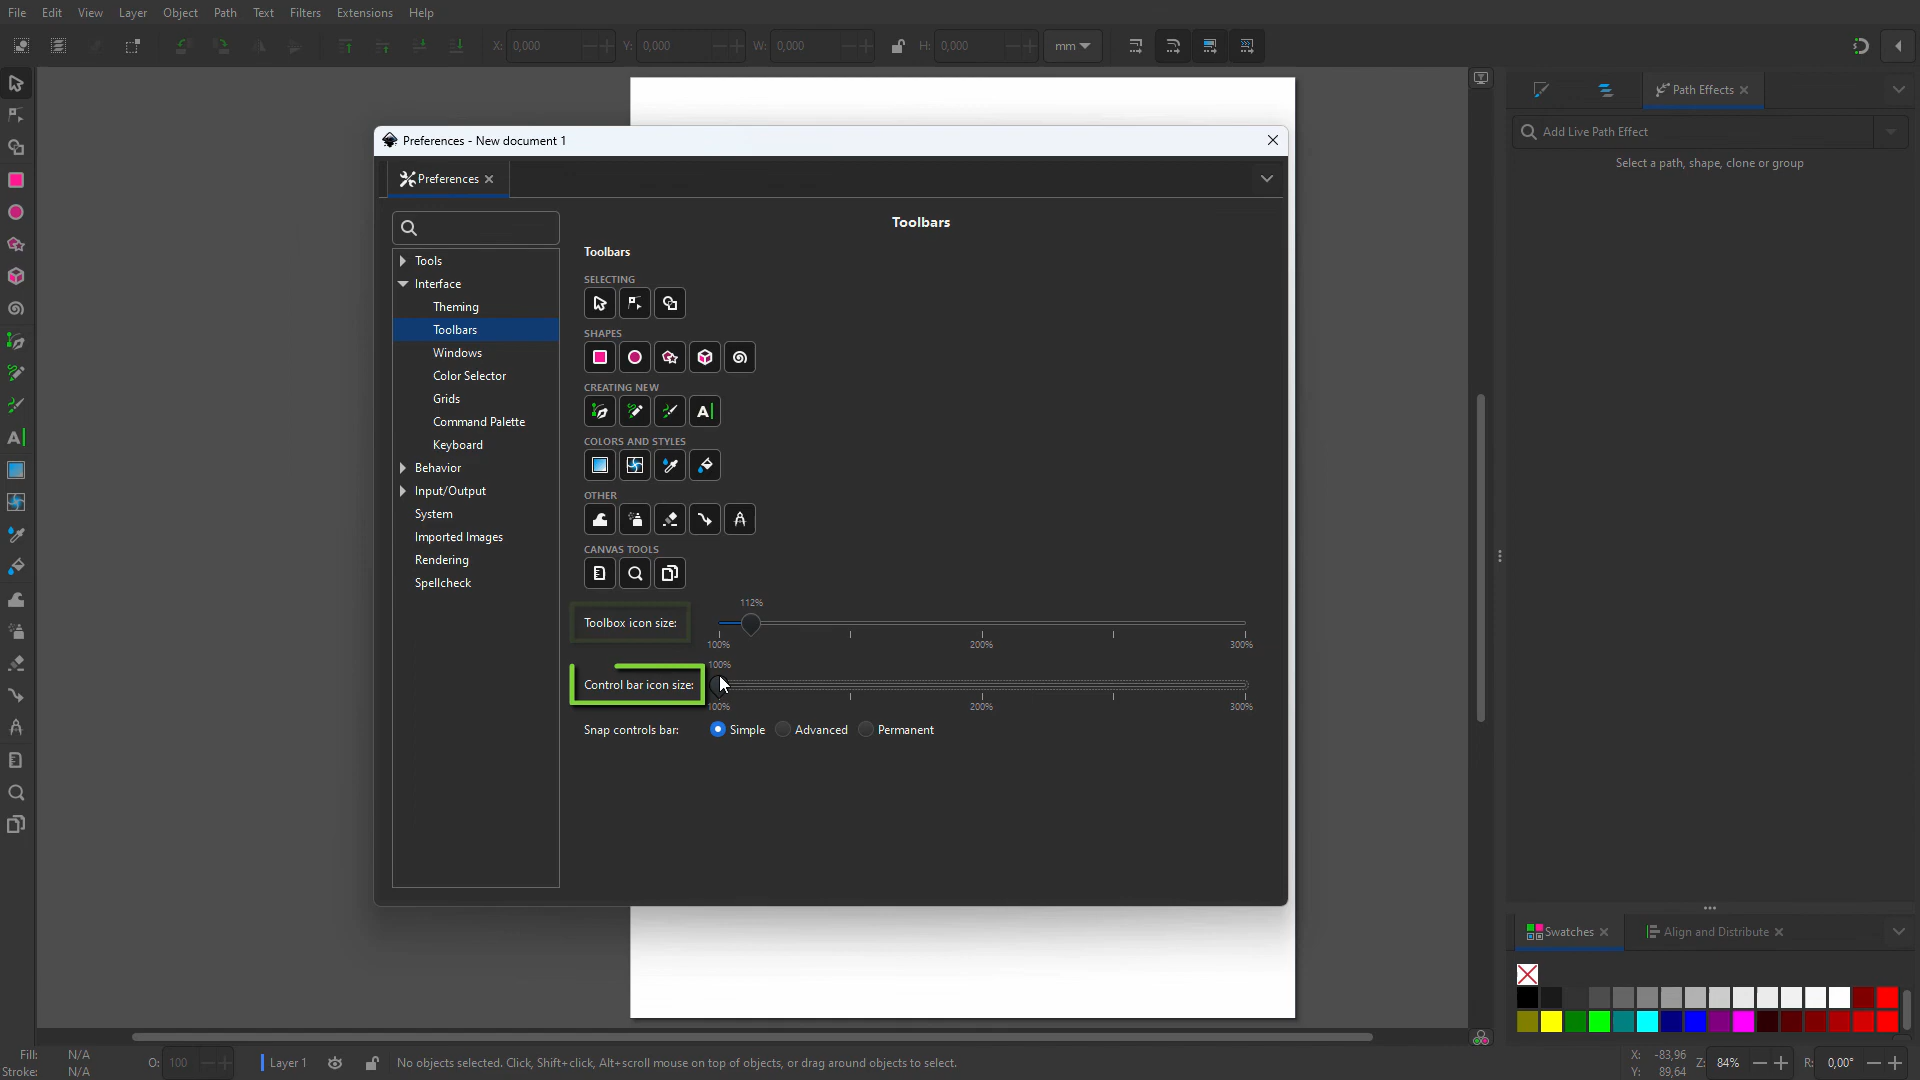 File Edit View Layer Object Path Text Filters Extensions Help
X: 0,000 Y: 0,000 W: 0,000 H: 0,000 mm
Path Effects
Add Live Path Effect
Select a path, shape, clone or group
Preferences - New document 1
Preferences
Toolbars
Tools
Interface
Theming
Toolbars
Windows
Color Selector
Grids
Command Palette
Keyboard
Behavior
Input/Output
System
Imported Images
Rendering
Spellcheck
Toolbars
SELECTING
SHAPES
CREATING NEW
COLORS AND STYLES
OTHER
CANVAS TOOLS
112%
Toolbox icon size:
100% 200% 300%
100%
Control bar icon size:
100% 200% 300%
Snap controls bar: Simple Advanced Permanent
Swatches Align and Distribute
Fill: N/A
Stroke: N/A
O: 100
Layer 1
No objects selected. Click, Shift+click, Alt+scroll mouse on top of objects, or drag around objects to select.
X: -83,96
Y: 89,64
Z: 84%
R: 0,00°